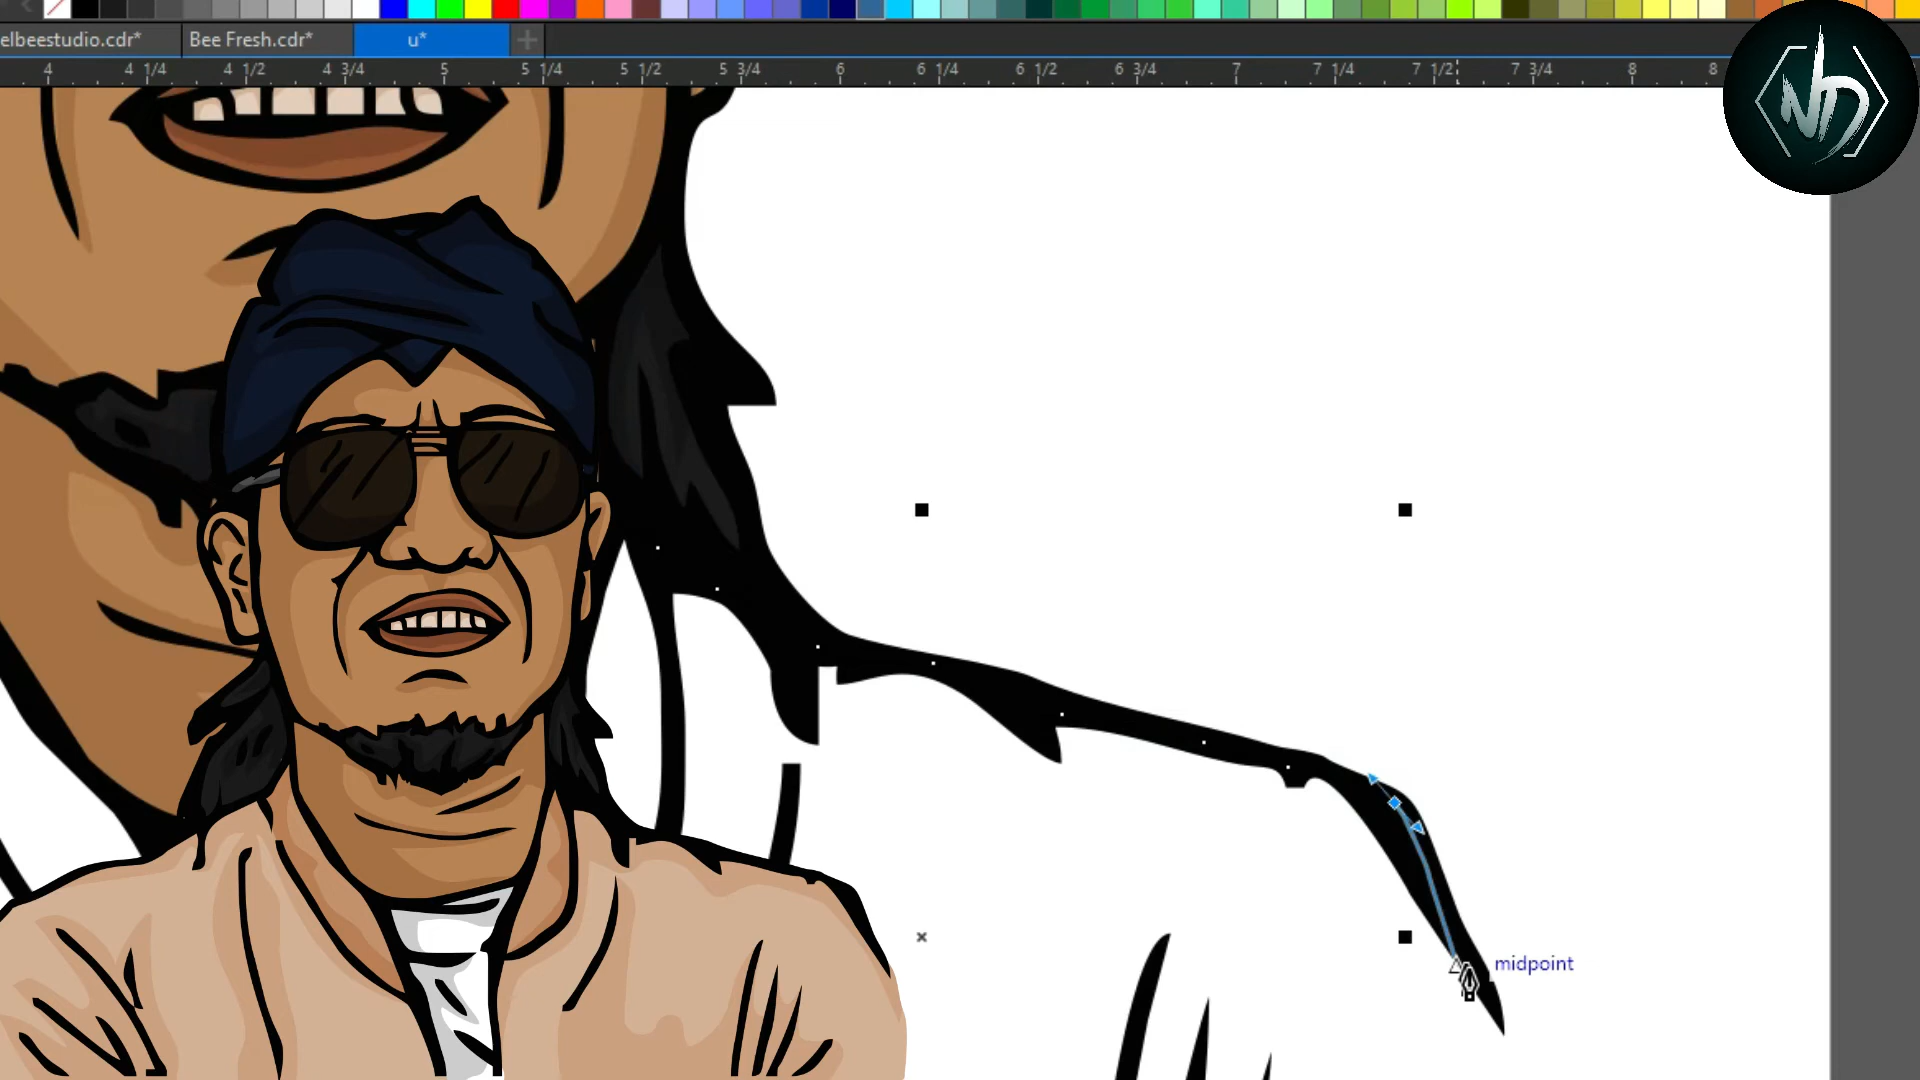 elbeestudio.cdr*
Bee Fresh.cdr*
u*
4 4 1/4 4 1/2 4 3/4 5 5 1/4 5 1/2 5 3/4 6 6 1/4 6 1/2 6 3/4 7 7 1/4 7 1/2 7 3/4 8 8
midpoint